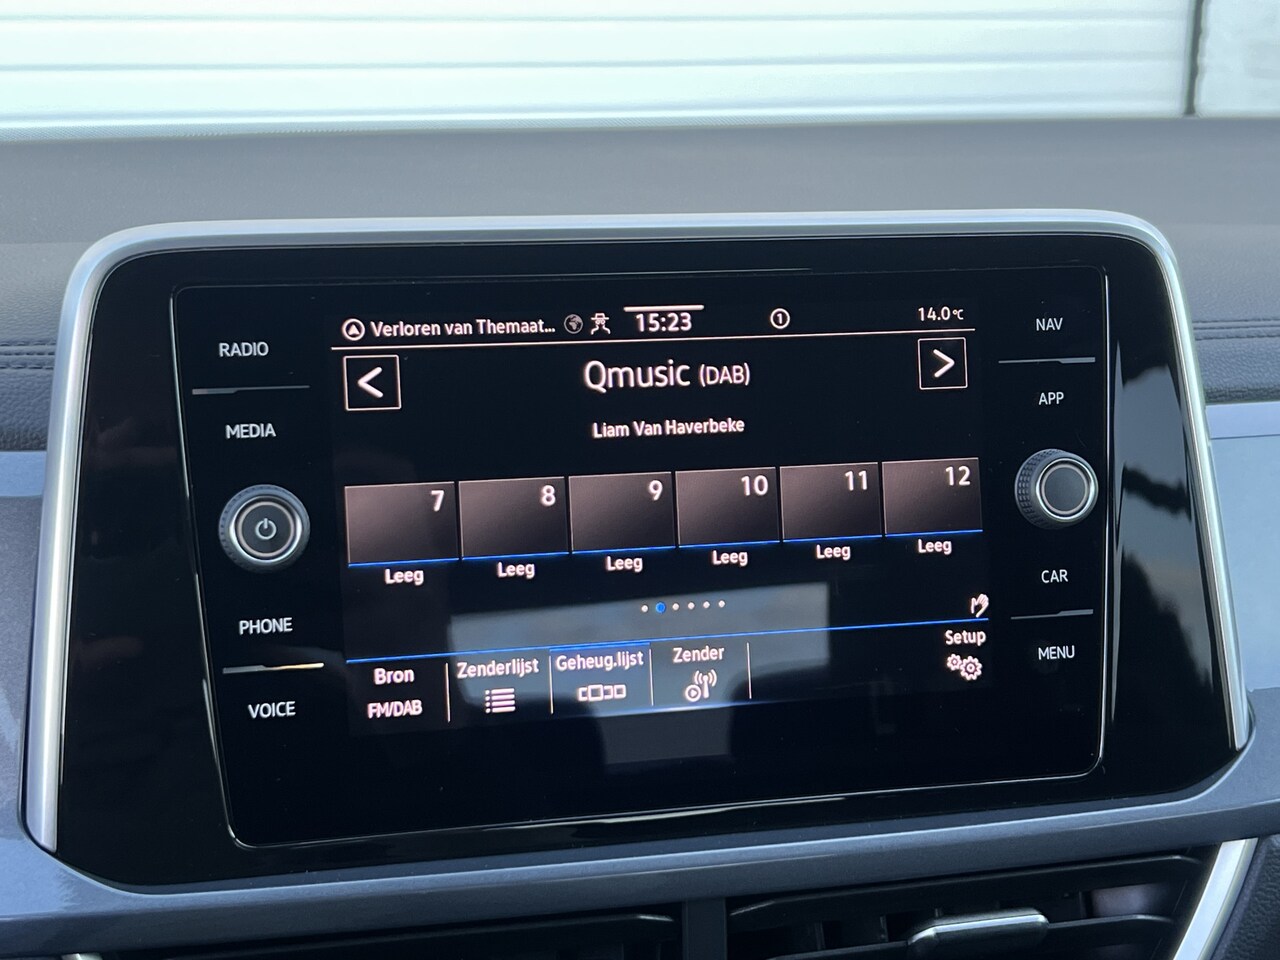 RADIO
MEDIA
PHONE
VOICE
Verloren van Themaat...
15:23
1
14.0°C
<
Qmusic (DAB)
>
Liam Van Haverbeke
7 8 9 10 11 12
Leeg Leeg Leeg Leeg Leeg Leeg
Bron
FM/DAB
Zenderlijst
Geheug.lijst
Zender
Setup
NAV
APP
CAR
MENU